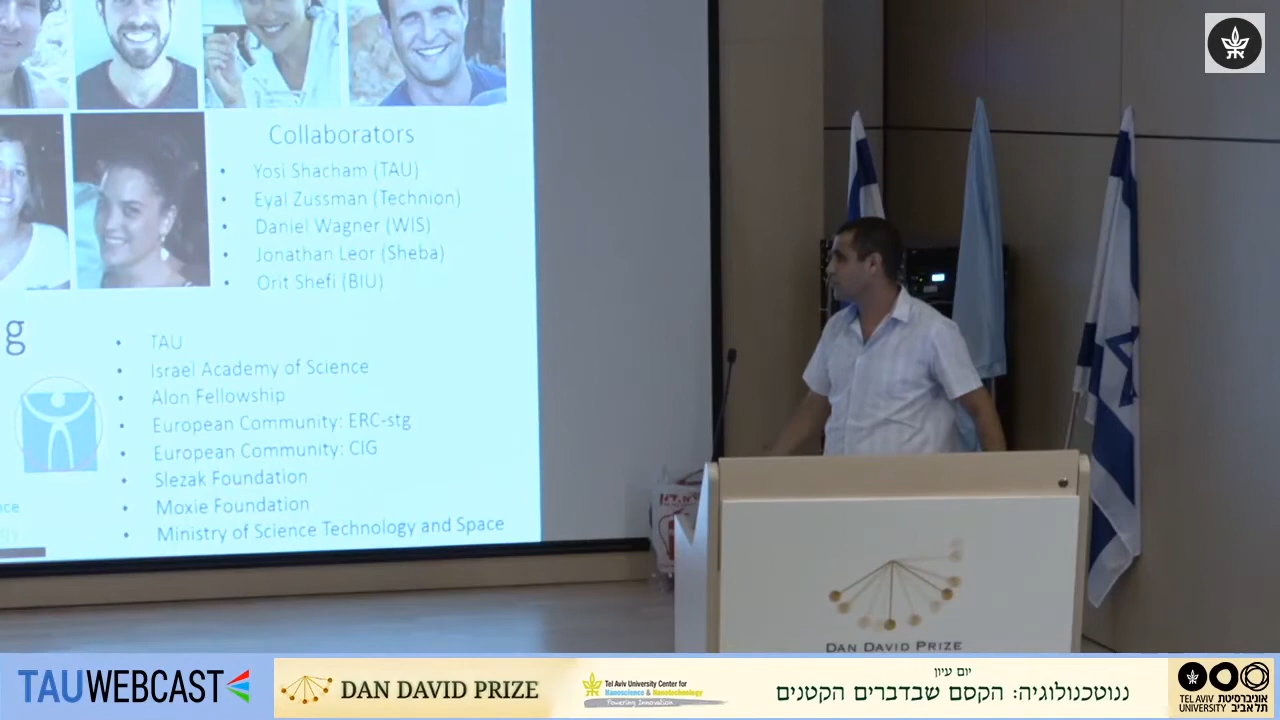 Collaborators
• Yosi Shacham (TAU)
• Eyal Zussman (Technion)
• Daniel Wagner (WIS)
• Jonathan Leor (Sheba)
• Orit Shefi (BIU)
g
• TAU
• Israel Academy of Science
• Alon Fellowship
• European Community: ERC-stg
• European Community: CIG
• Slezak Foundation
• Moxie Foundation
• Ministry of Science Technology and Space
DAN DAVID PRIZE
TAUWEBCAST
DAN DAVID PRIZE
Tel Aviv University Center for
Nanoscience & Nanotechnology
Powering Innovation
יום עיון
ננוטכנולוגיה: הקסם שבדברים הקטנים
TEL AVIV UNIVERSITY
אוניברסיטת תל אביב